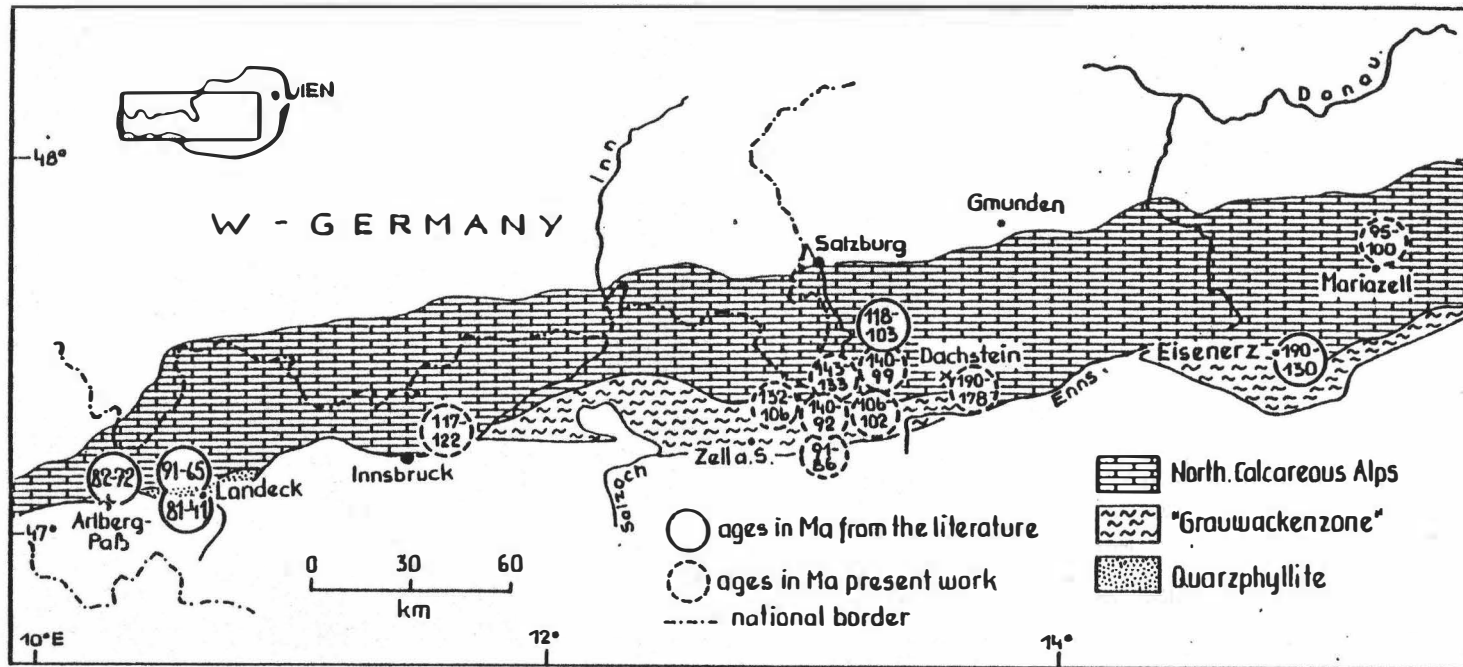 WIEN
Donau.
48°
Inn
W - GERMANY
Gmunden
Salzburg
95-
100
Mariazell
118-
103
Dachstein
140-
99
143-
133
Eisenerz
190-
130
190-
178
Enns.
132-
106
140-
92
106
102
117-
122
Zell a.S.
91-
86
Innsbruck
Salzach
82-72
91-65
81-41
Landeck
Arlberg-
Paß
47°
North. Calcareous Alps
"Grauwackenzone"
Quarzphyllite
ages in Ma from the literature
ages in Ma present work
national border
0 30 60
km
10°E
12°
14°
?